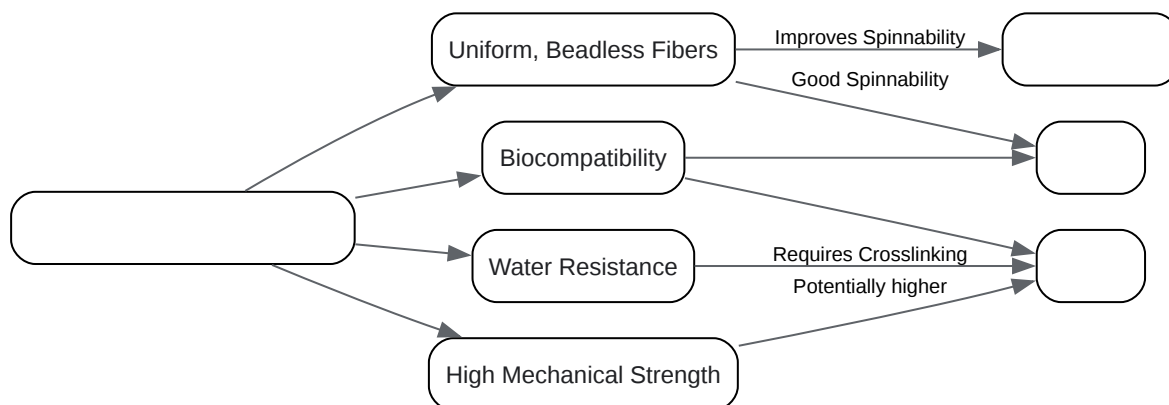 Uniform, Beadless Fibers
Improves Spinnability
Good Spinnability
Biocompatibility
Water Resistance
Requires Crosslinking
Potentially higher
High Mechanical Strength